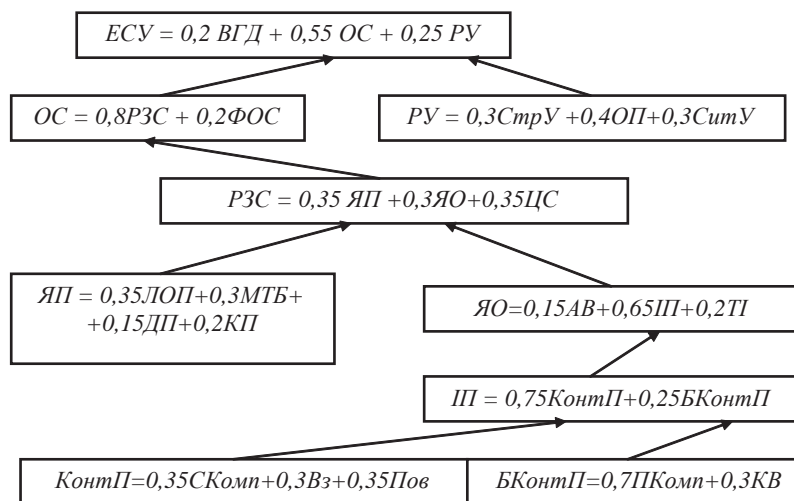 ЕСУ = 0,2 ВГД + 0,55 ОС + 0,25 РУ
ОС = 0,8РЗС + 0,2ФОС
РУ = 0,3СтрУ +0,4ОП+0,3СитУ
РЗС = 0,35 ЯП +0,3ЯО+0,35ЦС
ЯП = 0,35ЛОП+0,3МТБ+
+0,15ДП+0,2КП
ЯО=0,15АВ+0,65ІП+0,2ТІ
ІП = 0,75КонтП+0,25БКонтП
КонтП=0,35СКомп+0,3Вз+0,35Пов
БКонтП=0,7ПКомп+0,3КВ